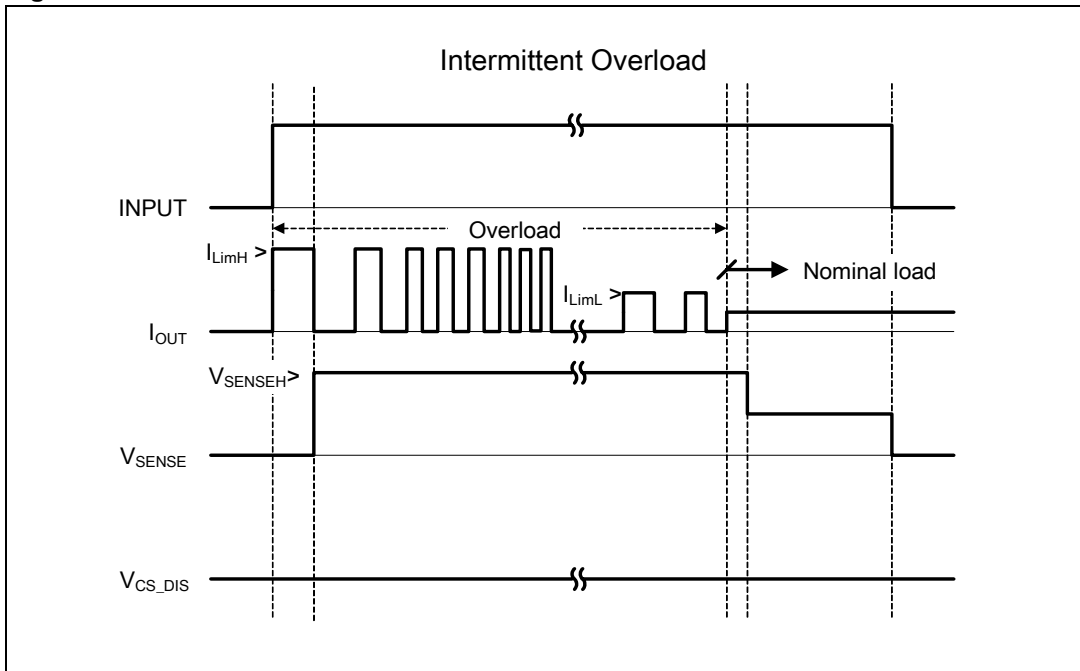 Intermittent Overload
INPUT
Overload
I_LimH >
Nominal load
I_LimL >
I_OUT
V_SENSEH>
V_SENSE
V_CS_DIS